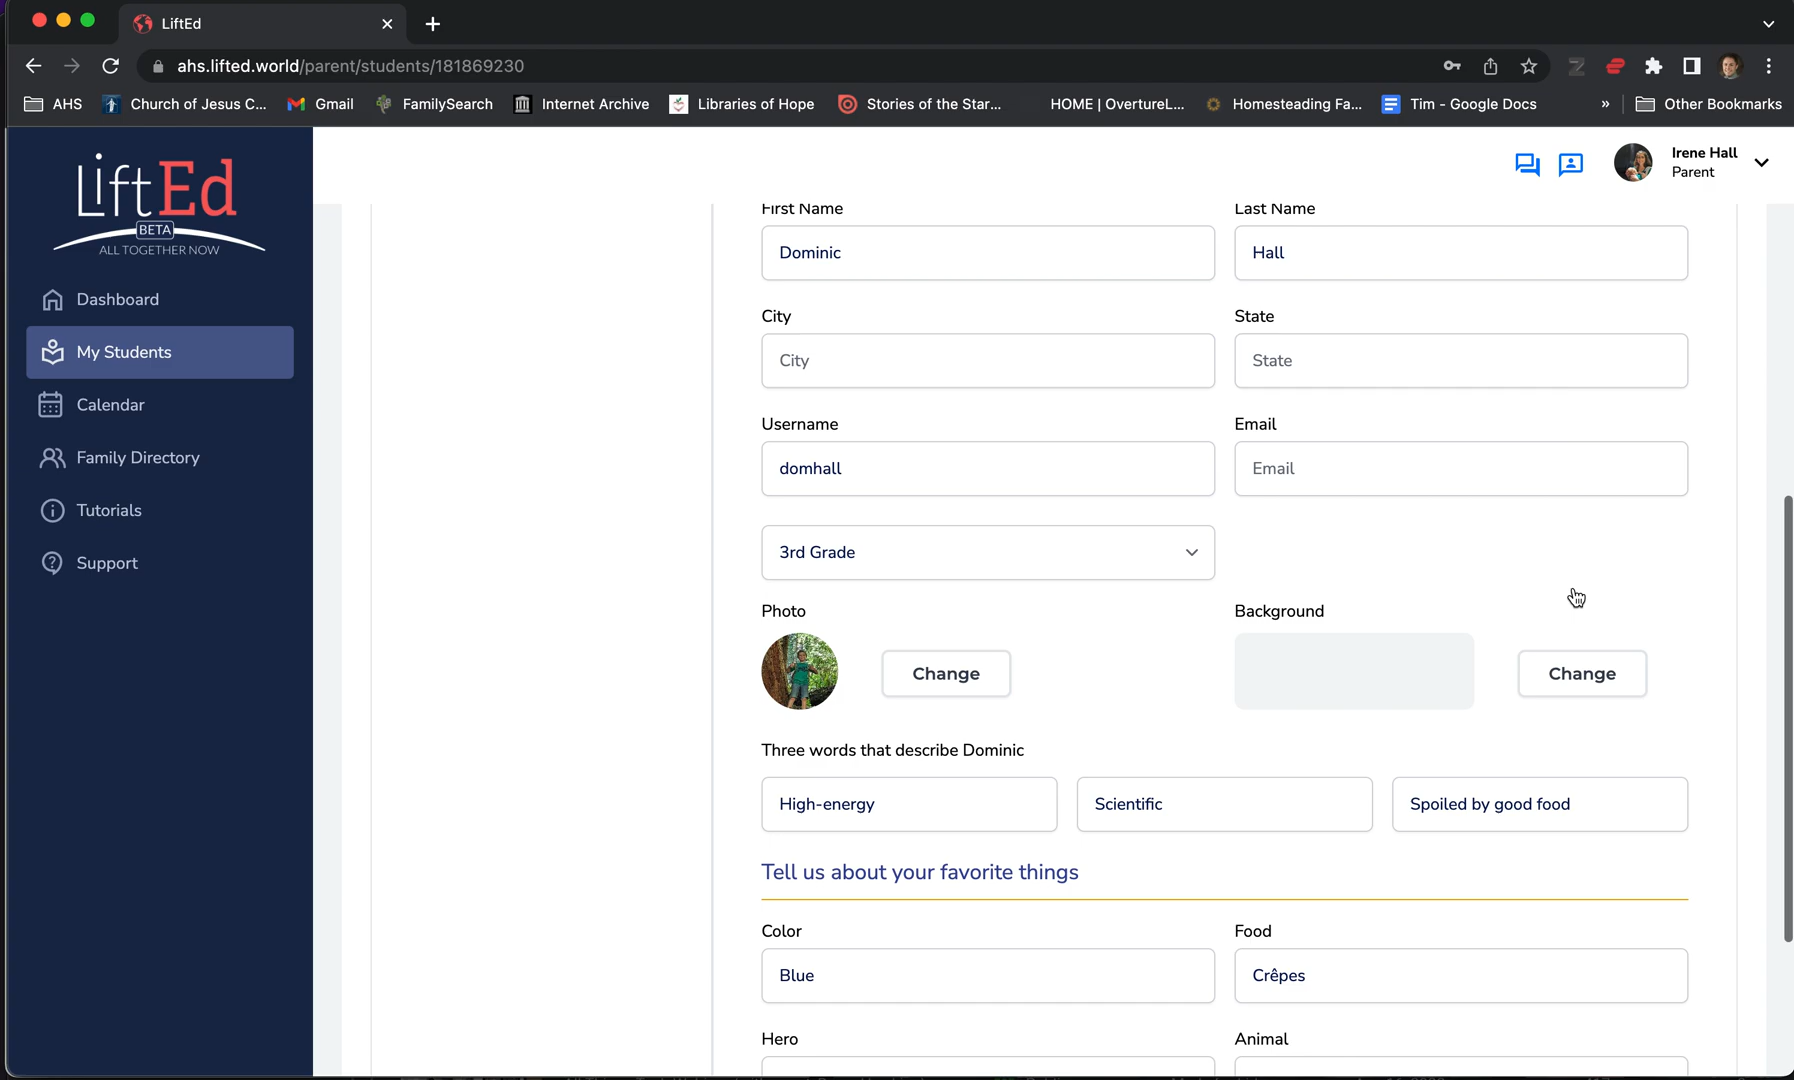 LiftEd
ahs.lifted.world/parent/students/181869230
AHS
Church of Jesus C...
Gmail
FamilySearch
Internet Archive
Libraries of Hope
Stories of the Star...
HOME | OvertureL...
Homesteading Fa...
Tim - Google Docs
»
Other Bookmarks
LiftEd
BETA
ALL TOGETHER NOW
Irene Hall
Parent
Dashboard
My Students
Calendar
Family Directory
Tutorials
Support
First Name
Last Name
Dominic
Hall
City
State
City
State
Username
Email
domhall
Email
3rd Grade
Photo
Background
Change
Change
Three words that describe Dominic
High-energy
Scientific
Spoiled by good food
Tell us about your favorite things
Color
Food
Blue
Crêpes
Hero
Animal